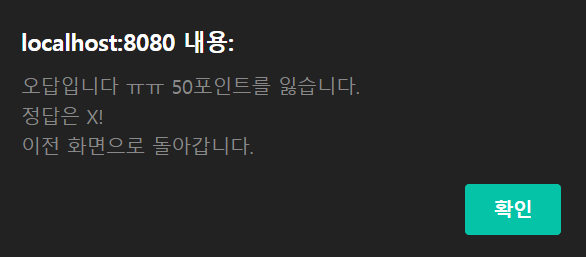 localhost:8080 내용:
오답입니다 ㅠㅠ 50포인트를 잃습니다.
정답은 X!
이전 화면으로 돌아갑니다.
확인